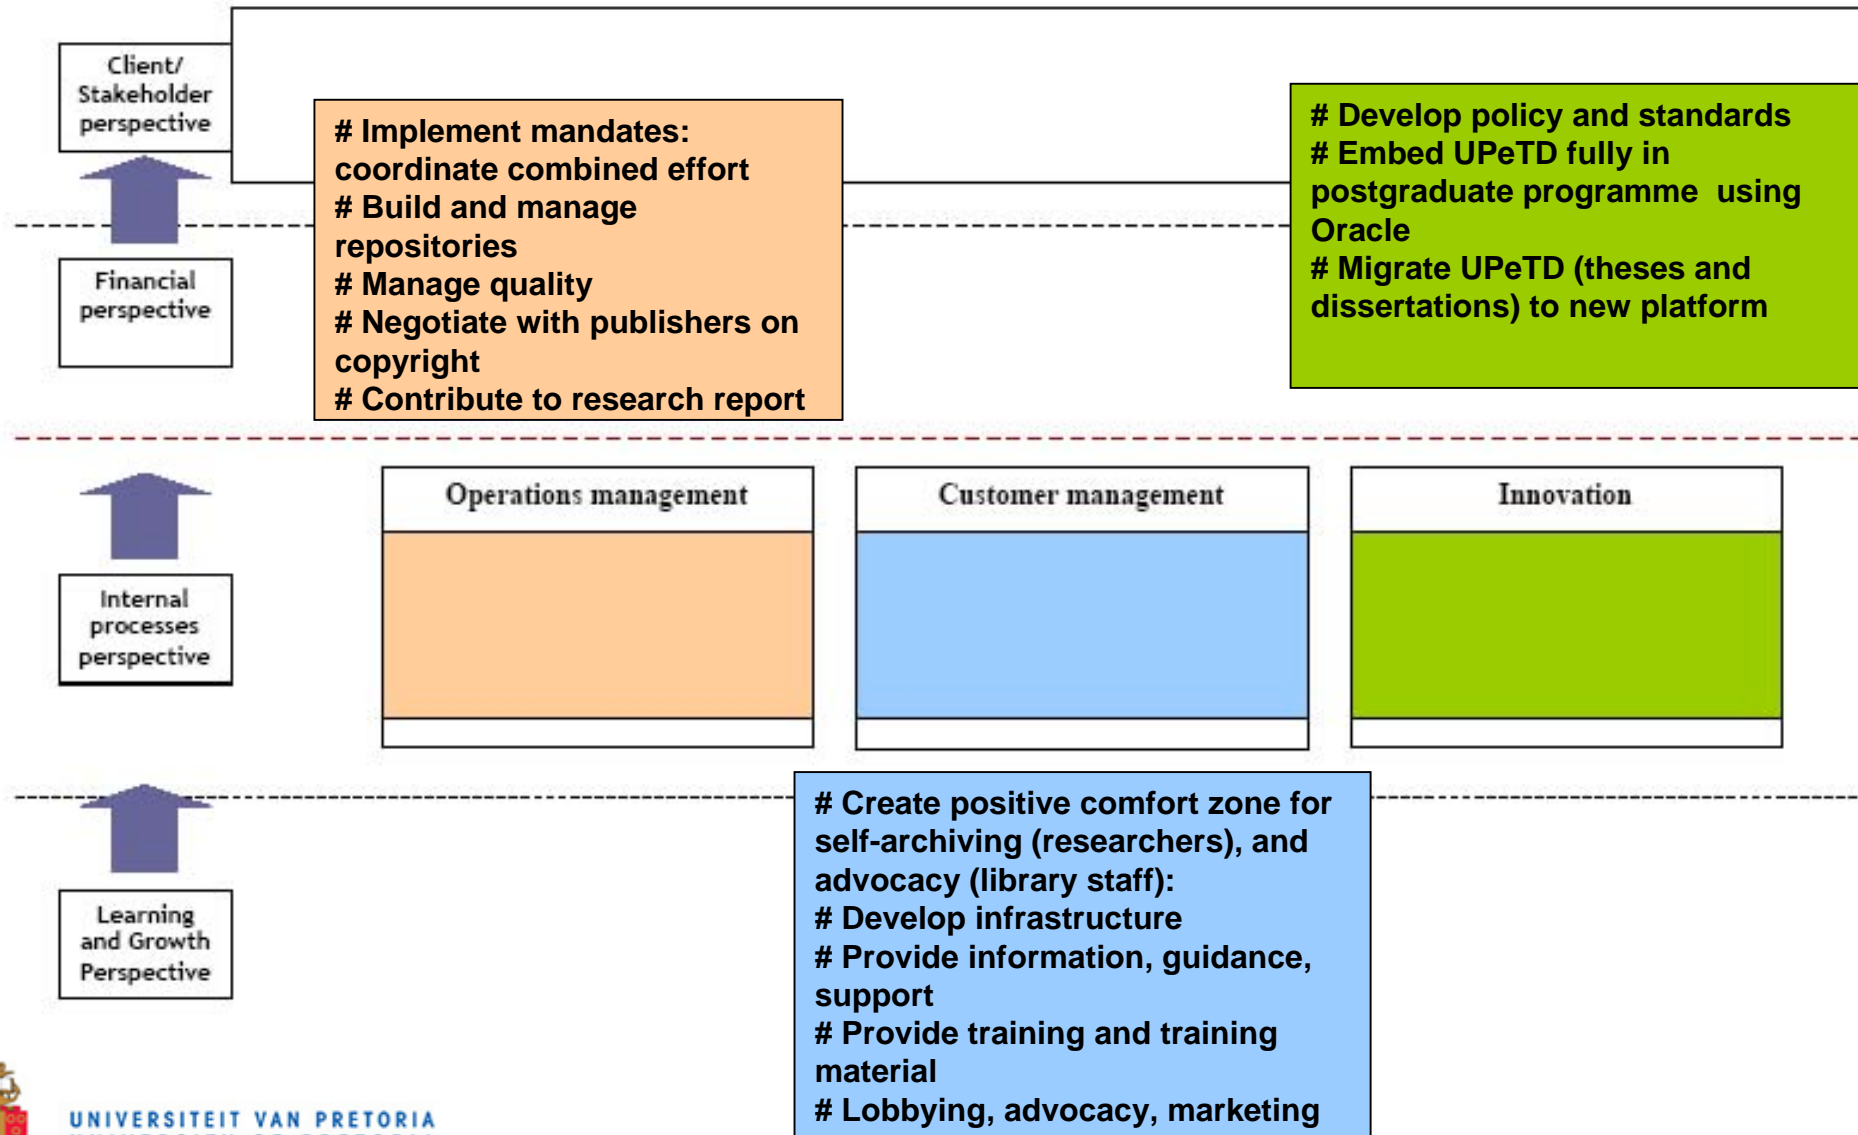 Client/
Stakeholder
perspective
# Implement mandates:
coordinate combined effort
# Build and manage
repositories
# Manage quality
# Negotiate with publishers on
copyright
# Contribute to research report
# Develop policy and standards
# Embed UPeTD fully in
postgraduate programme using
Oracle
# Migrate UPeTD (theses and
dissertations) to new platform
Financial
perspective
Operations management
Customer management
Innovation
Internal
processes
perspective
# Create positive comfort zone for
self-archiving (researchers), and
advocacy (library staff):
# Develop infrastructure
# Provide information, guidance,
support
# Provide training and training
material
# Lobbying, advocacy, marketing
Learning
and Growth
Perspective
UNIVERSITEIT VAN PRETORIA